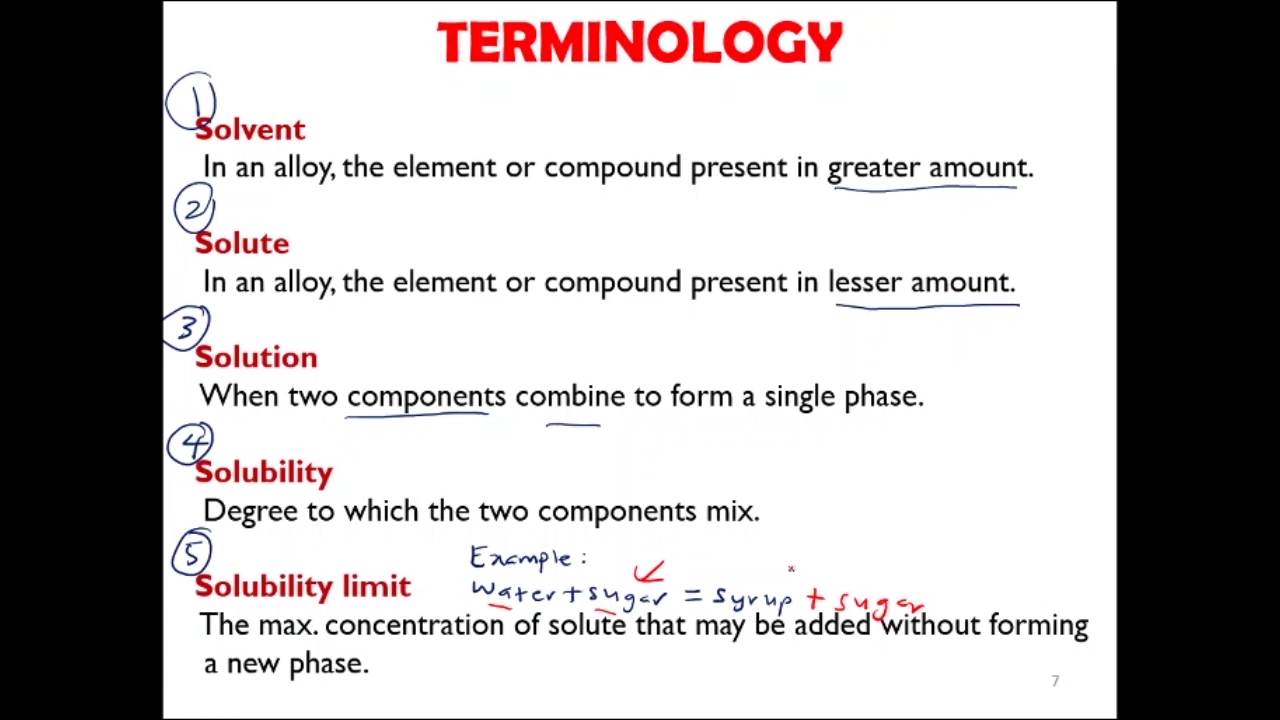 TERMINOLOGY
1
Solvent
In an alloy, the element or compound present in greater amount.
2
Solute
In an alloy, the element or compound present in lesser amount.
3
Solution
When two components combine to form a single phase.
4
Solubility
Degree to which the two components mix.
5
Example:
Solubility limit
water + sugar = syrup + sugar
The max. concentration of solute that may be added without forming
a new phase.
7